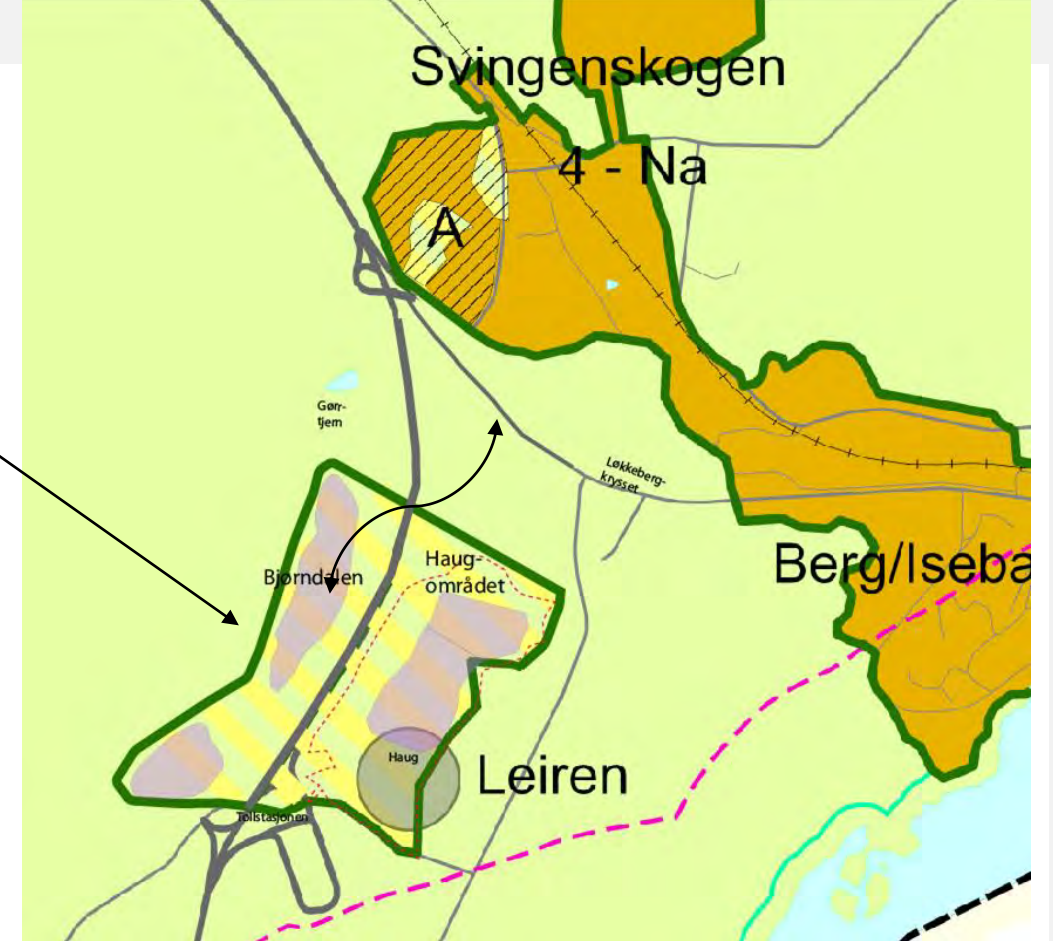 Svingenskogen
4 - Na
A
Gørr-
tjern
Løkkeberg-
krysset
Berg/Iseba
Haug-
området
Bjørndalen
Haug
Leiren
Tollstasjonen